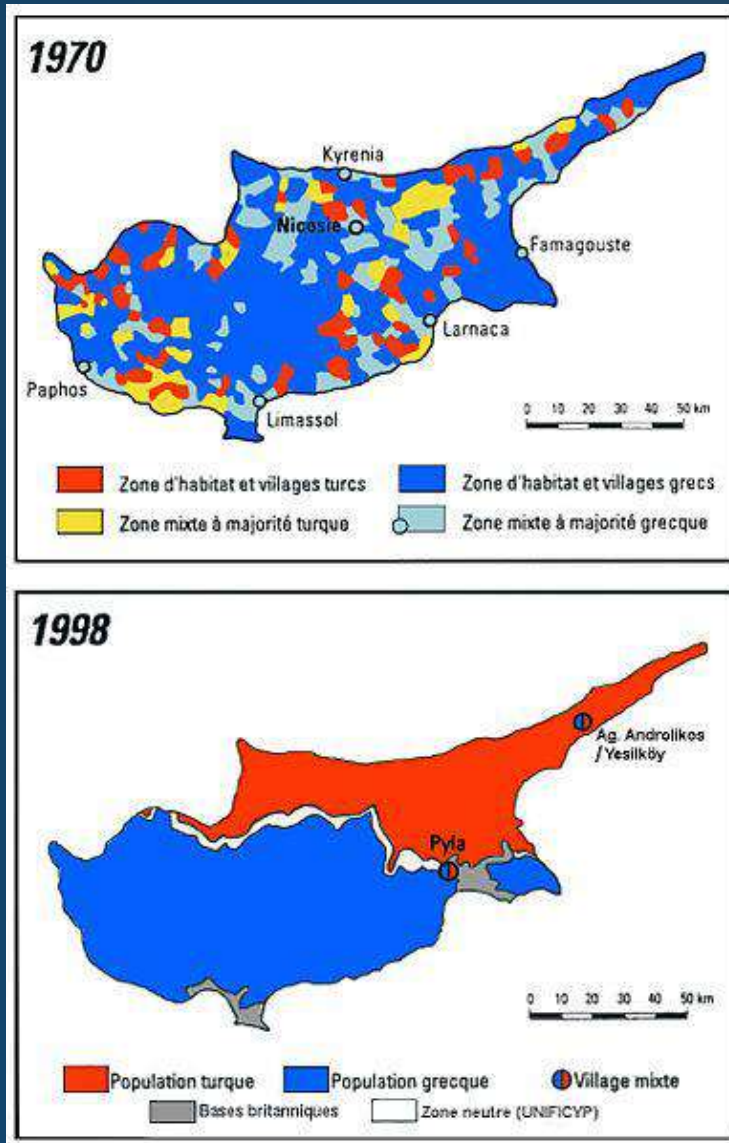 1970
Kyrenia
Nicosie
Famagouste
Larnaca
Paphos
Limassol
0 10 20 30 40 50 km
Zone d'habitat et villages turcs
Zone d'habitat et villages grecs
Zone mixte à majorité turque
Zone mixte à majorité grecque
1998
Ag. Androlikos
/ Yesilköy
Pyla
0 10 20 30 40 50 km
Population turque
Population grecque
Village mixte
Bases britanniques
Zone neutre (UNIFICYP)